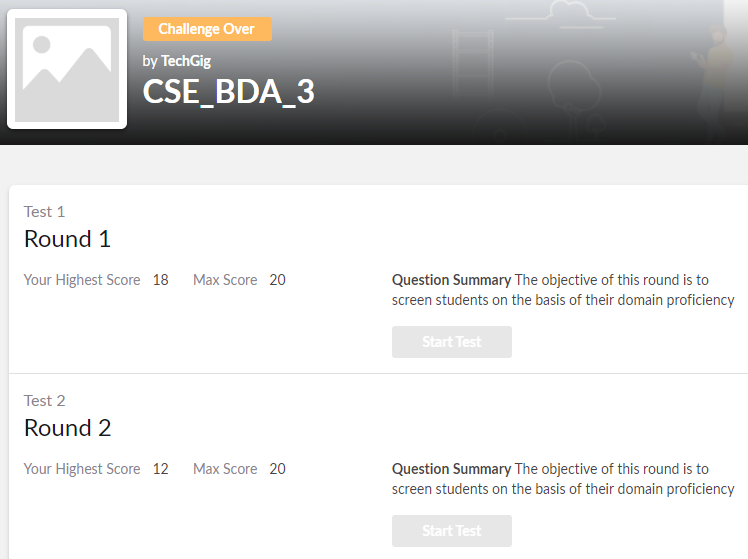 Challenge Over
by TechGig
CSE_BDA_3
Test 1
Round 1
Your Highest Score 18 Max Score 20
Question Summary The objective of this round is to
screen students on the basis of their domain proficiency
Start Test
Test 2
Round 2
Your Highest Score 12 Max Score 20
Question Summary The objective of this round is to
screen students on the basis of their domain proficiency
Start Test